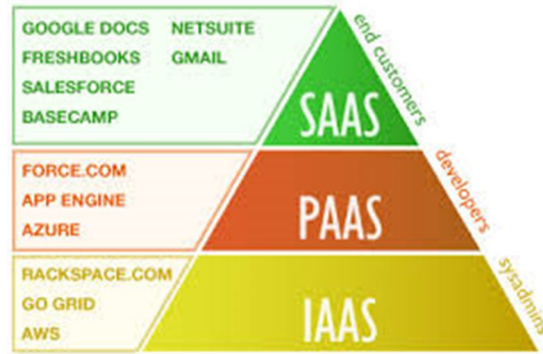 GOOGLE DOCS NETSUITE
FRESHBOOKS GMAIL
SALESFORCE
BASECAMP
SAAS
end customers
FORCE.COM
APP ENGINE
AZURE
PAAS
developers
RACKSPACE.COM
GO GRID
AWS
IAAS
sysadmins